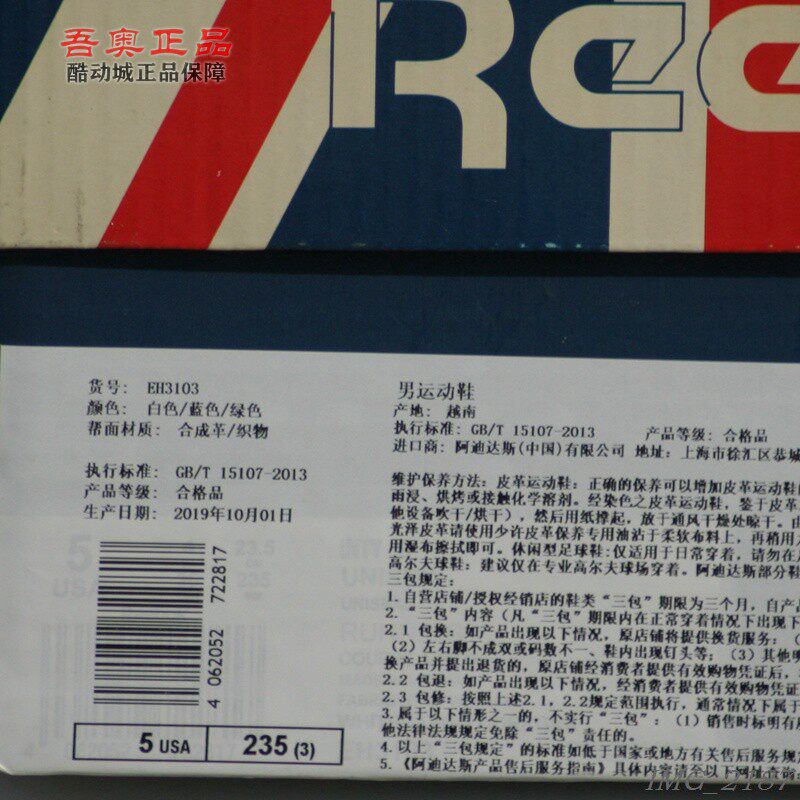 吾奥正品
酷动城正品保障
Ree
货号: EH3103
颜色: 白色/蓝色/绿色
帮面材质: 合成革/织物
执行标准: GB/T 15107-2013
产品等级: 合格品
生产日期: 2019年10月01日
4 062052 722817
5 USA 235 (3)
男运动鞋
产地: 越南
执行标准: GB/T 15107-2013 产品等级: 合格品
进口商: 阿迪达斯(中国)有限公司 地址: 上海市徐汇区恭城
维护保养方法: 皮革运动鞋: 正确的保养可以增加皮革运动鞋的
雨浸、烘烤或接触化学溶剂。经染色之皮革运动鞋, 鉴于皮革
他设备吹干/烘干), 然后用纸撑起, 放于通风干燥处晾干。由
光洋皮革请使用少许皮革保养专用油沾于柔软布料上, 再稍用力
用湿布擦拭即可。休闲型足球鞋:仅适用于日常穿着, 请勿在
高尔夫球鞋: 建议仅在专业高尔夫球场穿着。阿迪达斯部分鞋
三包规定:
1. 自营店铺/授权经销店的鞋类“三包”期限为三个月, 自产品
2. “三包”内容 (凡“三包”期限内在正常穿着情况下出现下
2.1 包换: 如产品出现以下情况, 原店铺将提供换货服务: (
(2) 左右脚不成双或码数不一、鞋内出现钉头等; (3) 其他明
换产品并提出退货的, 原店铺经消费者提供有效购物凭证后,
2.2 包退: 如产品出现以下情况, 经消费者提供有效购物凭证
2.3 包修: 按照上述2.1, 2.2规定范围执行, 通常情况下属于
3. 属于以下情形之一的, 不实行“三包”: (1) 销售时标明有
他法律法规规定免除“三包”责任的。
4. 以上“三包规定”的标准如低于国家或地方有关售后服务规
5. 《阿迪达斯产品售后服务指南》具体内容请至以下网址查询
IMG_2187